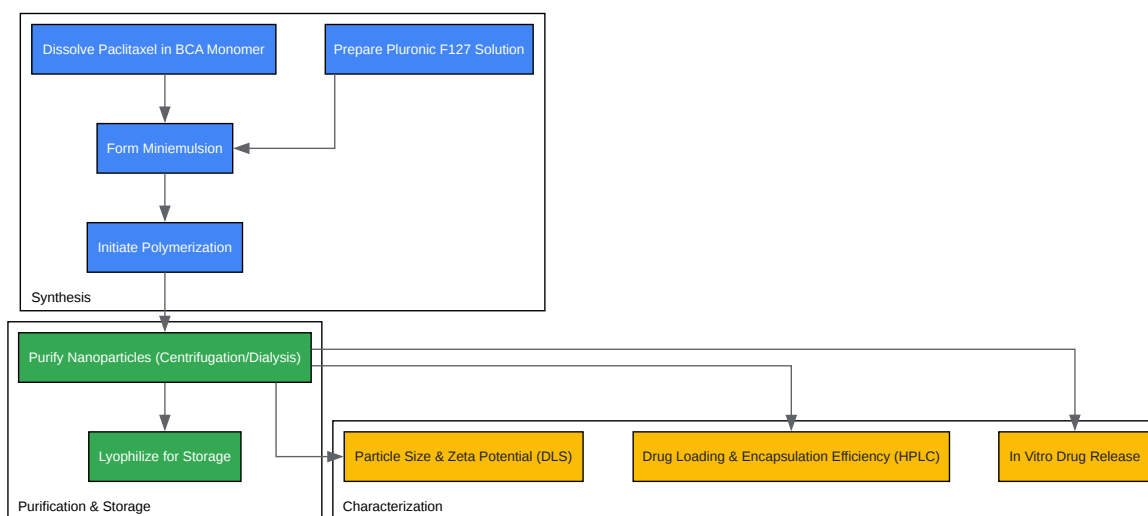 Dissolve Paclitaxel in BCA Monomer
Prepare Pluronic F127 Solution
Form Miniemulsion
Initiate Polymerization
Synthesis
Purify Nanoparticles (Centrifugation/Dialysis)
Lyophilize for Storage
Particle Size & Zeta Potential (DLS)
Drug Loading & Encapsulation Efficiency (HPLC)
In Vitro Drug Release
Purification & Storage
Characterization